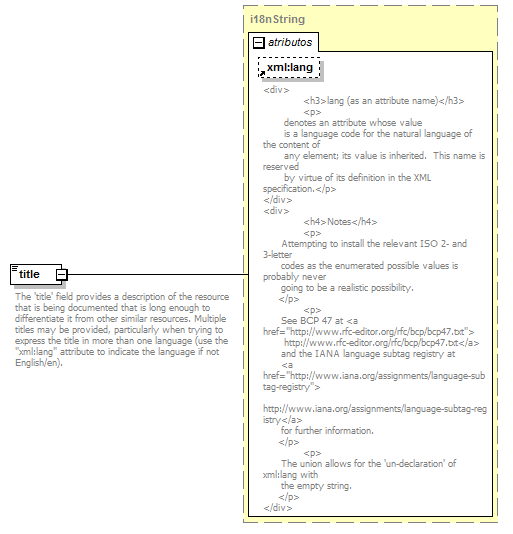 i18nString
atributos
xml:lang
<div>
<h3>lang (as an attribute name)</h3>
<p>
denotes an attribute whose value
is a language code for the natural language of
the content of
any element; its value is inherited.  This name is
reserved
by virtue of its definition in the XML
specification.</p>
</div>
<div>
<h4>Notes</h4>
<p>
Attempting to install the relevant ISO 2- and
3-letter
codes as the enumerated possible values is
probably never
going to be a realistic possibility.
</p>
<p>
See BCP 47 at <a
href="http://www.rfc-editor.org/rfc/bcp/bcp47.txt">
http://www.rfc-editor.org/rfc/bcp/bcp47.txt</a>
and the IANA language subtag registry at
<a
href="http://www.iana.org/assignments/language-sub
tag-registry">
http://www.iana.org/assignments/language-subtag-reg
istry</a>
for further information.
</p>
<p>
The union allows for the 'un-declaration' of
xml:lang with
the empty string.
</p>
</div>
title
The 'title' field provides a description of the resource
that is being documented that is long enough to
differentiate it from other similar resources. Multiple
titles may be provided, particularly when trying to
express the title in more than one language (use the
"xml:lang" attribute to indicate the language if not
English/en).